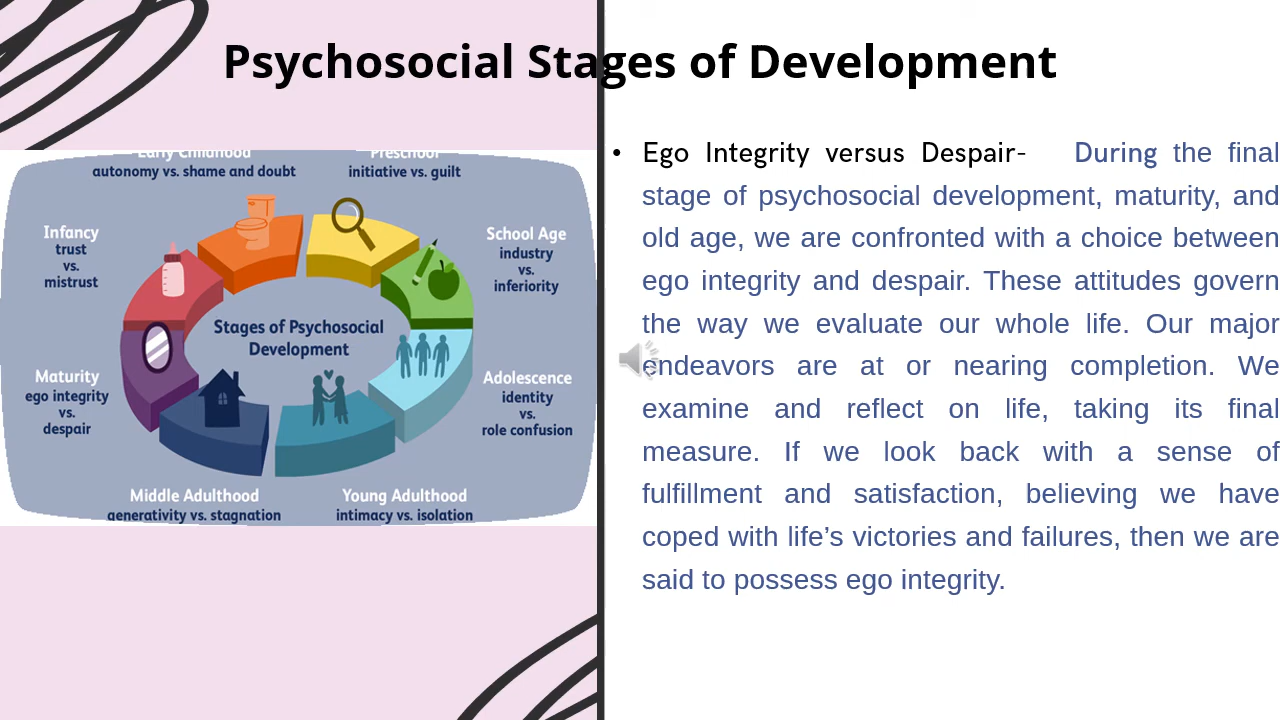 Psychosocial Stages of Development
Early Childhood
autonomy vs. shame and doubt
Preschool
initiative vs. guilt
Infancy
trust
vs.
mistrust
School Age
industry
vs.
inferiority
Stages of Psychosocial
Development
Maturity
ego integrity
vs.
despair
Adolescence
identity
vs.
role confusion
Middle Adulthood
generativity vs. stagnation
Young Adulthood
intimacy vs. isolation
• Ego Integrity versus Despair- During the final
stage of psychosocial development, maturity, and
old age, we are confronted with a choice between
ego integrity and despair. These attitudes govern
the way we evaluate our whole life. Our major
endeavors are at or nearing completion. We
examine and reflect on life, taking its final
measure. If we look back with a sense of
fulfillment and satisfaction, believing we have
coped with life’s victories and failures, then we are
said to possess ego integrity.